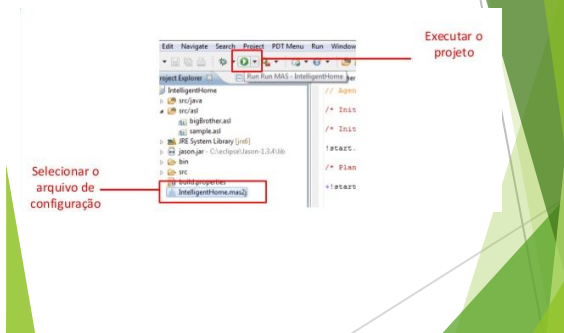 Executar o
projeto
Edit Navigate Search Project PDT Menu Run Window
Project Explorer
Run Run MAS - IntelligentHome
IntelligentHome
src/java
src/asl
bigBrother.asl
sample.asl
JRE System Library [jre6]
jason.jar - C:\eclipse\Jason-1.3.4\lib
bin
src
build.properties
IntelligentHome.mas2j
// Agen
/* Init
/* Init
!start.
/* Plan
+!start
Selecionar o
arquivo de
configuração